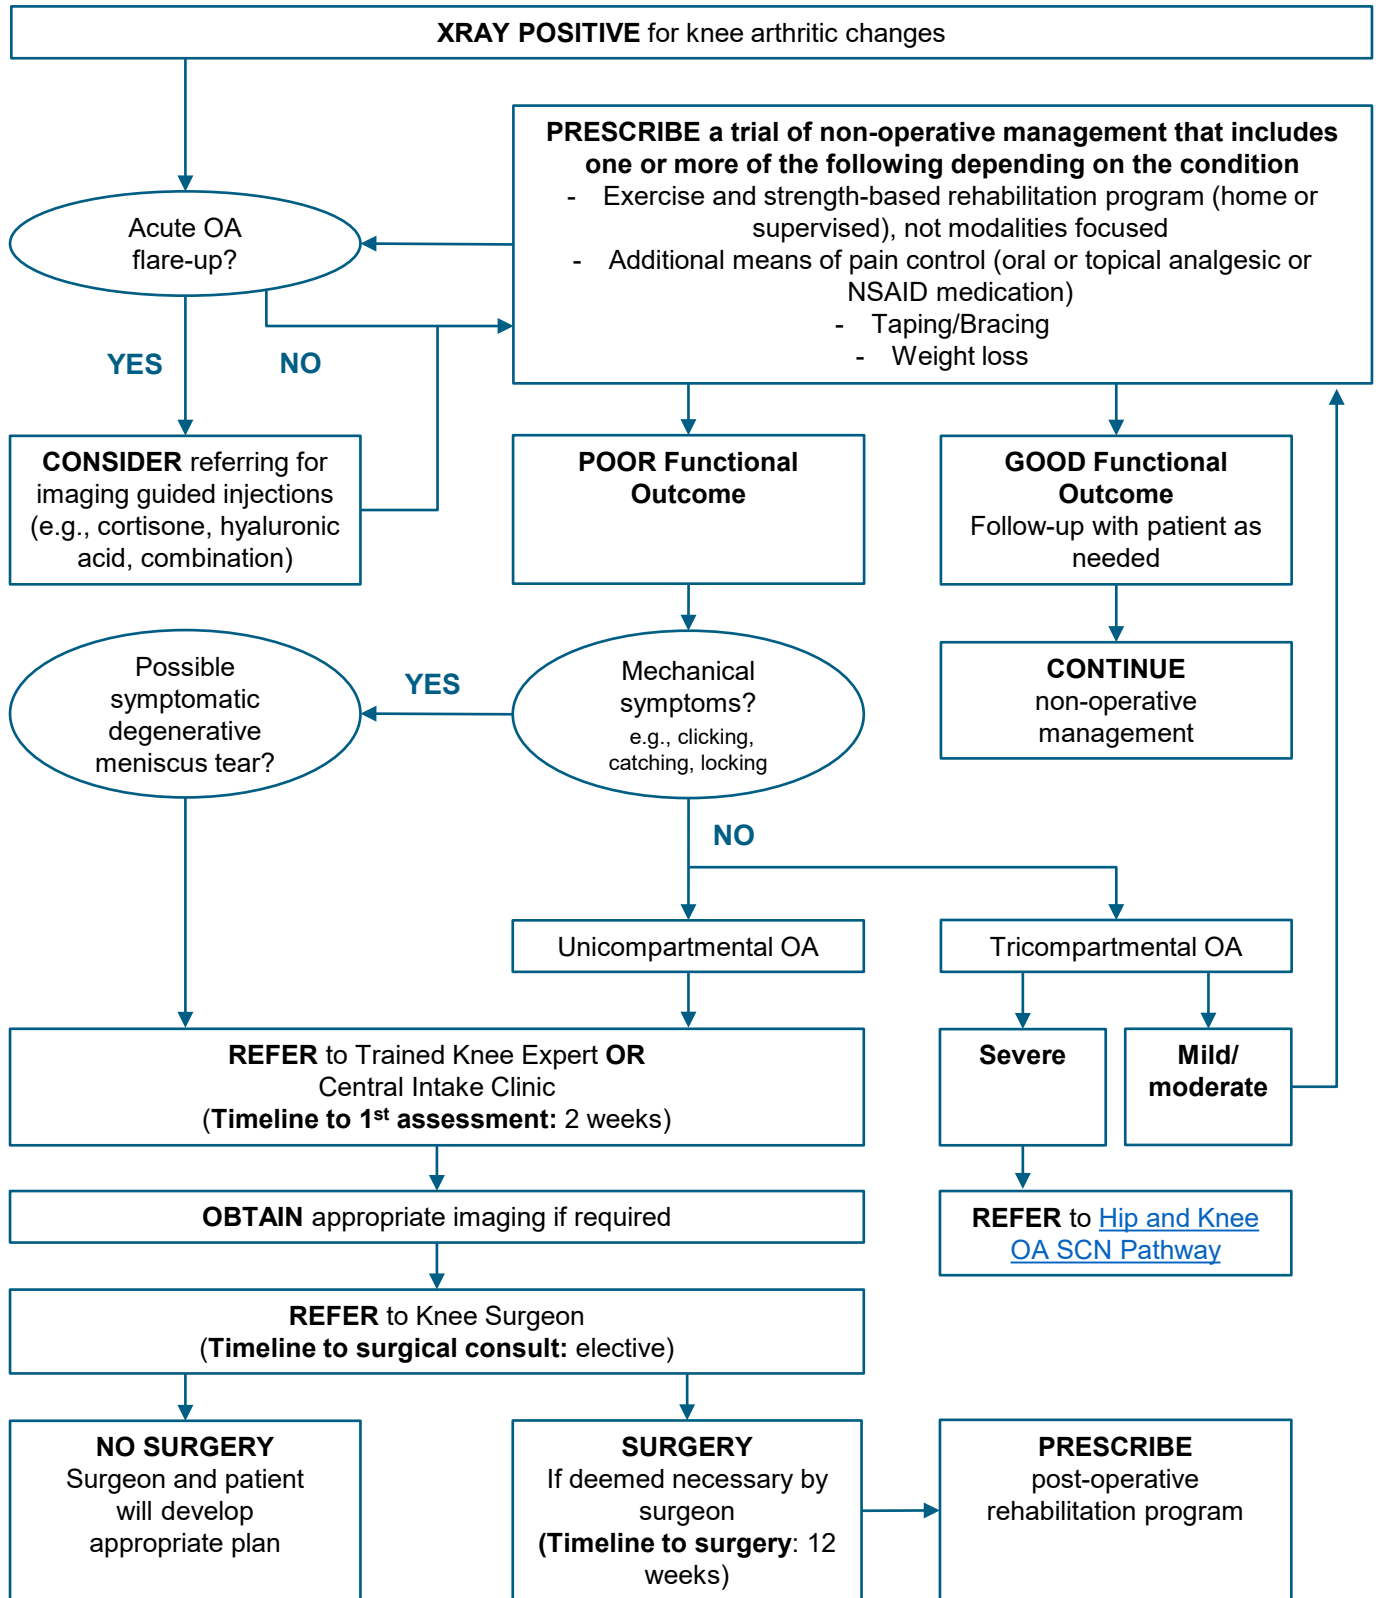 XRAY POSITIVE for knee arthritic changes
PRESCRIBE a trial of non-operative management that includes
one or more of the following depending on the condition
- Exercise and strength-based rehabilitation program (home or
supervised), not modalities focused
- Additional means of pain control (oral or topical analgesic or
NSAID medication)
- Taping/Bracing
- Weight loss
Acute OA
flare-up?
YES
NO
CONSIDER referring for
imaging guided injections
(e.g., cortisone, hyaluronic
acid, combination)
POOR Functional
Outcome
GOOD Functional
Outcome
Follow-up with patient as
needed
Possible
symptomatic
degenerative
meniscus tear?
YES
Mechanical
symptoms?
e.g., clicking,
catching, locking
CONTINUE
non-operative
management
NO
Unicompartmental OA
Tricompartmental OA
REFER to Trained Knee Expert OR
Central Intake Clinic
(Timeline to 1st assessment: 2 weeks)
Severe
Mild/
moderate
OBTAIN appropriate imaging if required
REFER to Hip and Knee
OA SCN Pathway
REFER to Knee Surgeon
(Timeline to surgical consult: elective)
NO SURGERY
Surgeon and patient
will develop
appropriate plan
SURGERY
If deemed necessary by
surgeon
(Timeline to surgery: 12
weeks)
PRESCRIBE
post-operative
rehabilitation program